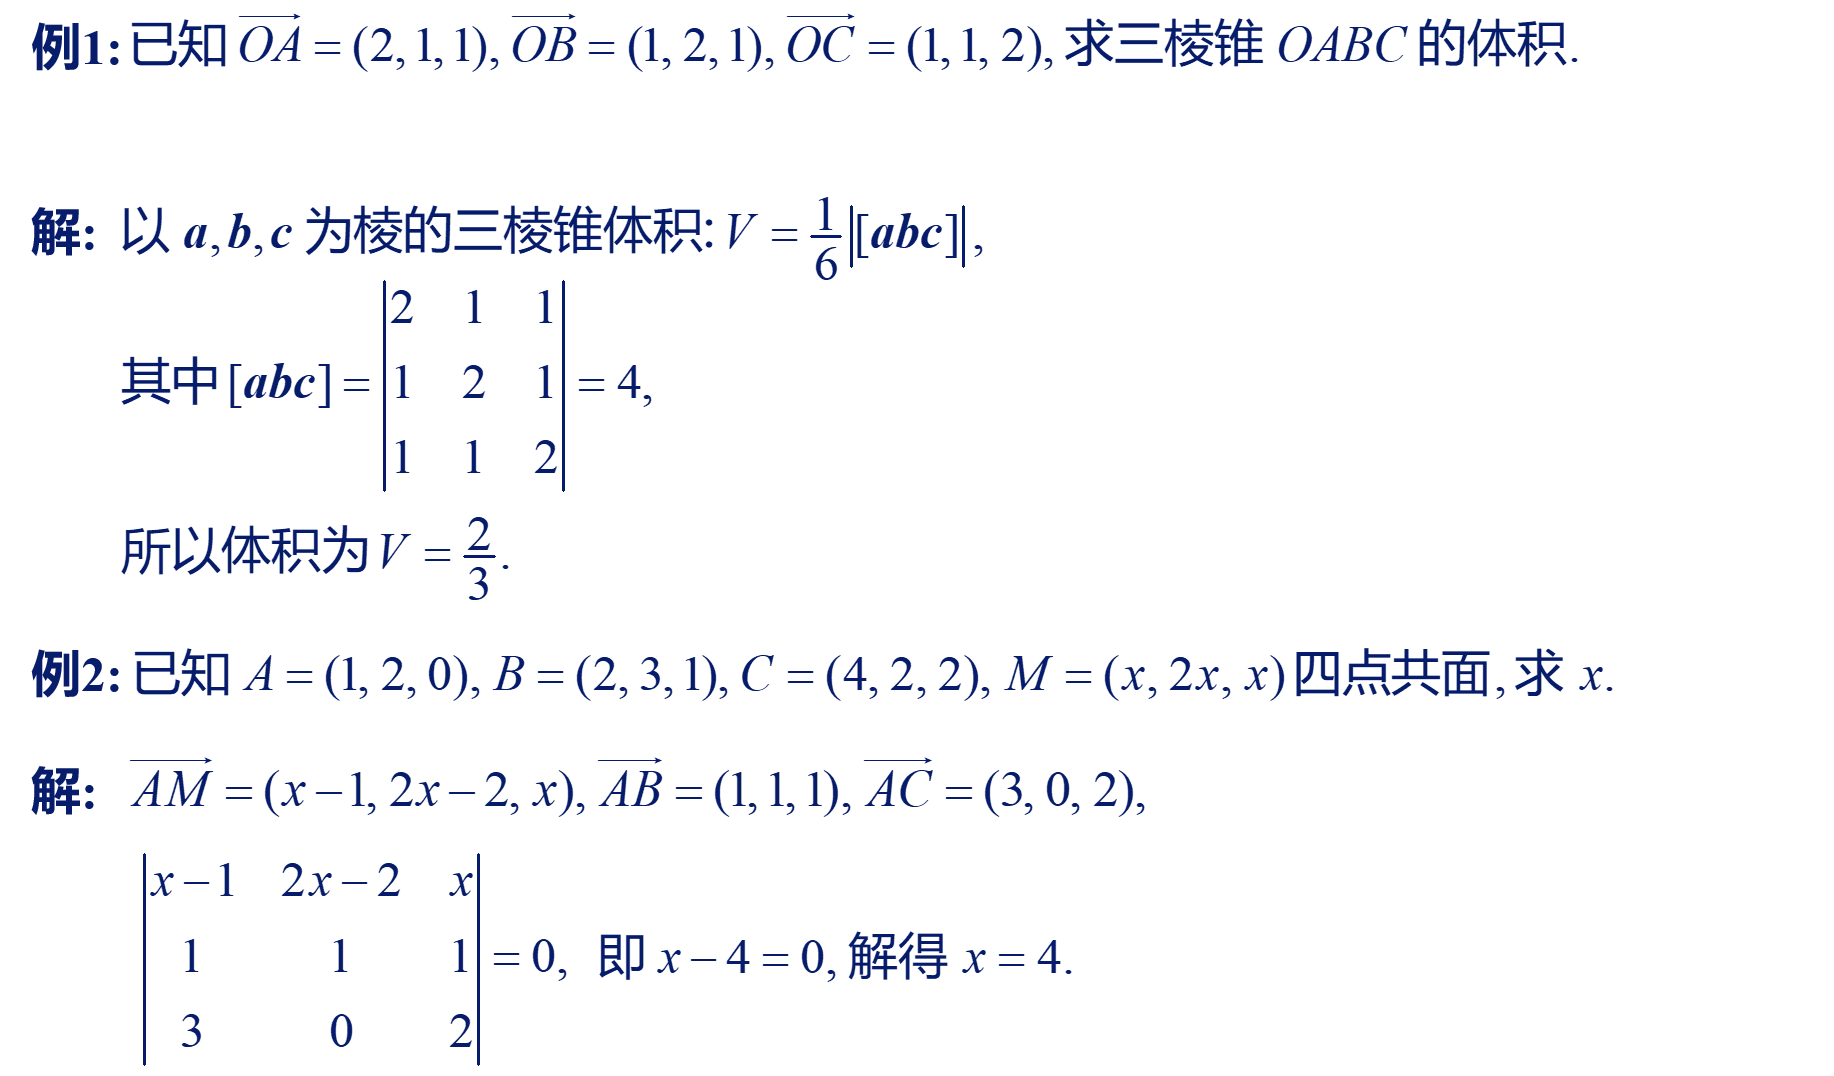 例1:已知 $\overrightarrow{OA}=(2,1,1),\overrightarrow{OB}=(1,2,1),\overrightarrow{OC}=(1,1,2)$,求三棱锥 $OABC$ 的体积.
解: 以 $\boldsymbol{a},\boldsymbol{b},\boldsymbol{c}$ 为棱的三棱锥体积: $V=\frac{1}{6}\left|[\boldsymbol{abc}]\right|$,
其中 $[\boldsymbol{abc}]=\begin{vmatrix}2&1&1\\1&2&1\\1&1&2\end{vmatrix}=4$,
所以体积为 $V=\frac{2}{3}$.
例2:已知 $A=(1,2,0),B=(2,3,1),C=(4,2,2),M=(x,2x,x)$ 四点共面,求 $x$.
解: $\overrightarrow{AM}=(x-1,2x-2,x),\overrightarrow{AB}=(1,1,1),\overrightarrow{AC}=(3,0,2)$,
$\begin{vmatrix}x-1&2x-2&x\\1&1&1\\3&0&2\end{vmatrix}=0$, 即 $x-4=0$,解得 $x=4$.